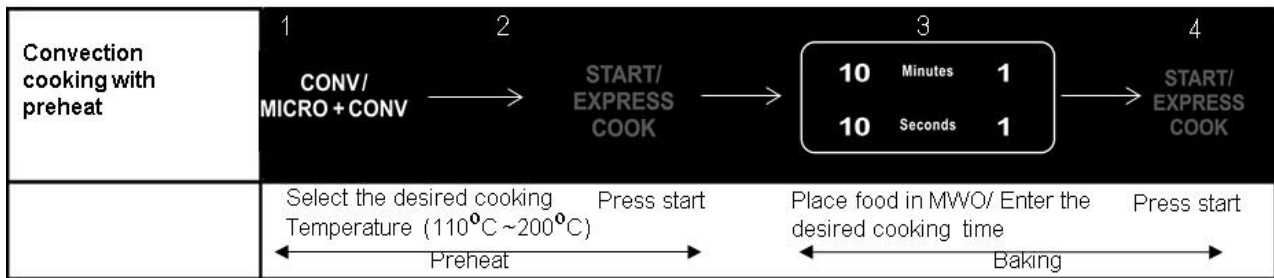 Convection
cooking with
preheat
1
2
3
4
CONV/
MICRO + CONV
START/
EXPRESS
COOK
10 Minutes 1
10 Seconds 1
START/
EXPRESS
COOK
Select the desired cooking
Temperature (110⁰C ~200⁰C)
Press start
Place food in MWO/ Enter the
desired cooking time
Press start
Preheat
Baking